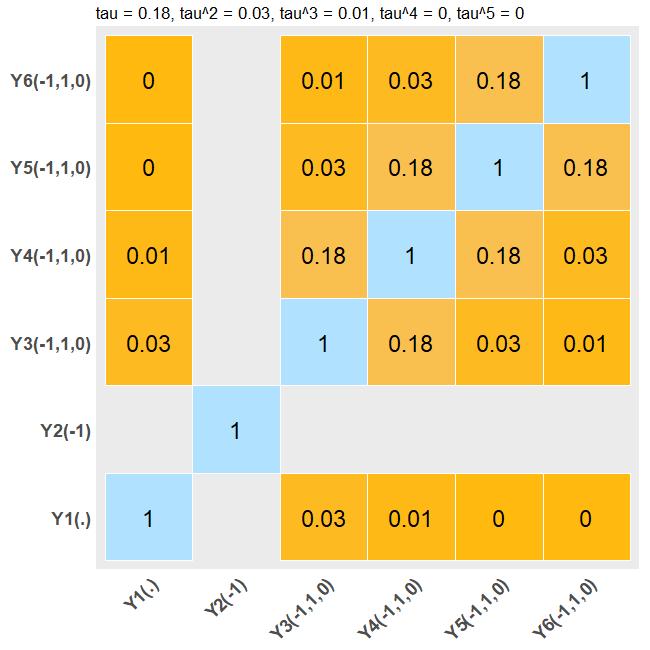 tau = 0.18, tau^2 = 0.03, tau^3 = 0.01, tau^4 = 0, tau^5 = 0
Y6(-1,1,0) 0 0.01 0.03 0.18 1
Y5(-1,1,0) 0 0.03 0.18 1 0.18
Y4(-1,1,0) 0.01 0.18 1 0.18 0.03
Y3(-1,1,0) 0.03 1 0.18 0.03 0.01
Y2(-1) 1
Y1(.) 1 0.03 0.01 0 0
Y1(.) Y2(-1) Y3(-1,1,0) Y4(-1,1,0) Y5(-1,1,0) Y6(-1,1,0)